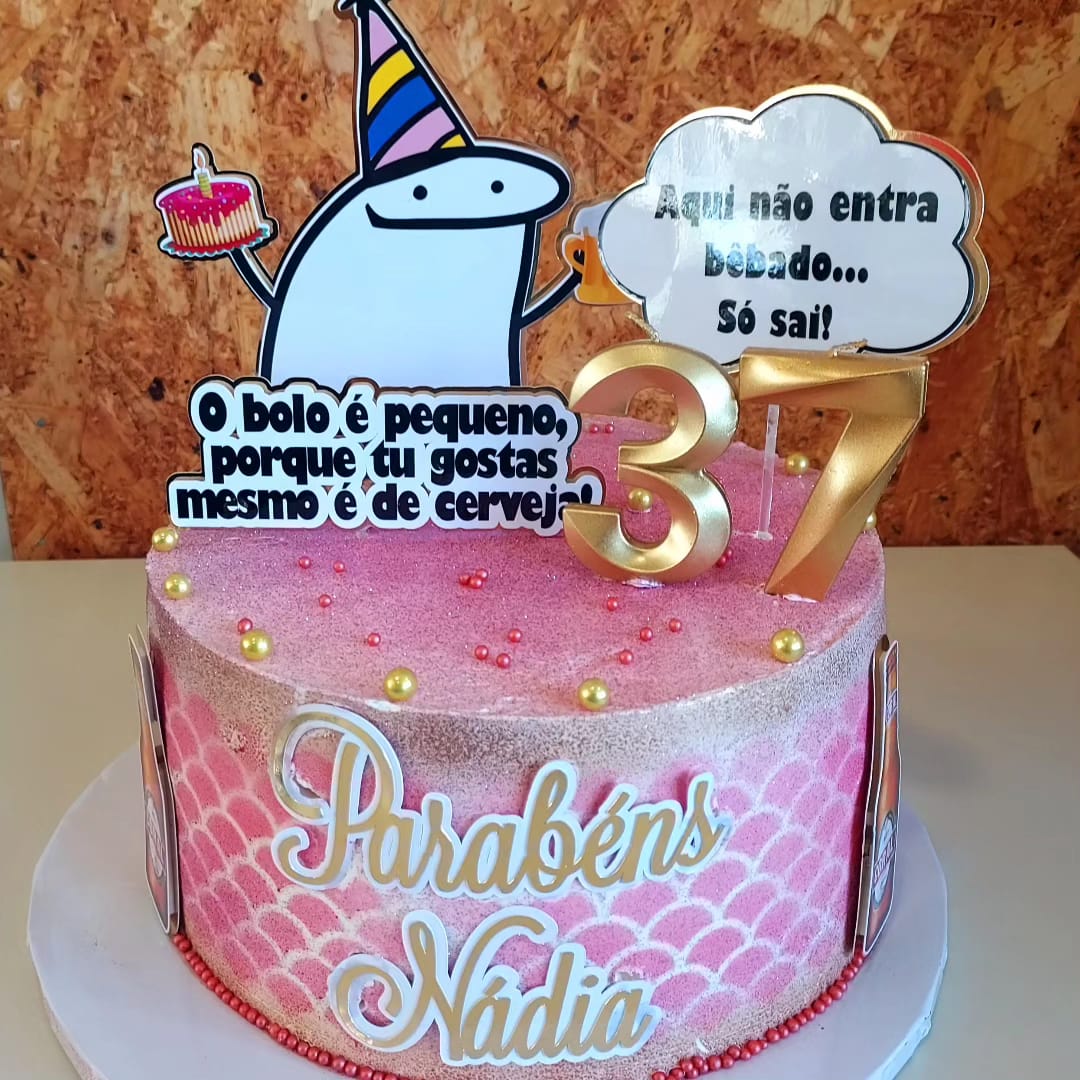 Aqui não entra
bêbado...
Só sai!
O bolo é pequeno,
porque tu gostas
mesmo é de cerveja!
37
Parabéns
Nádia